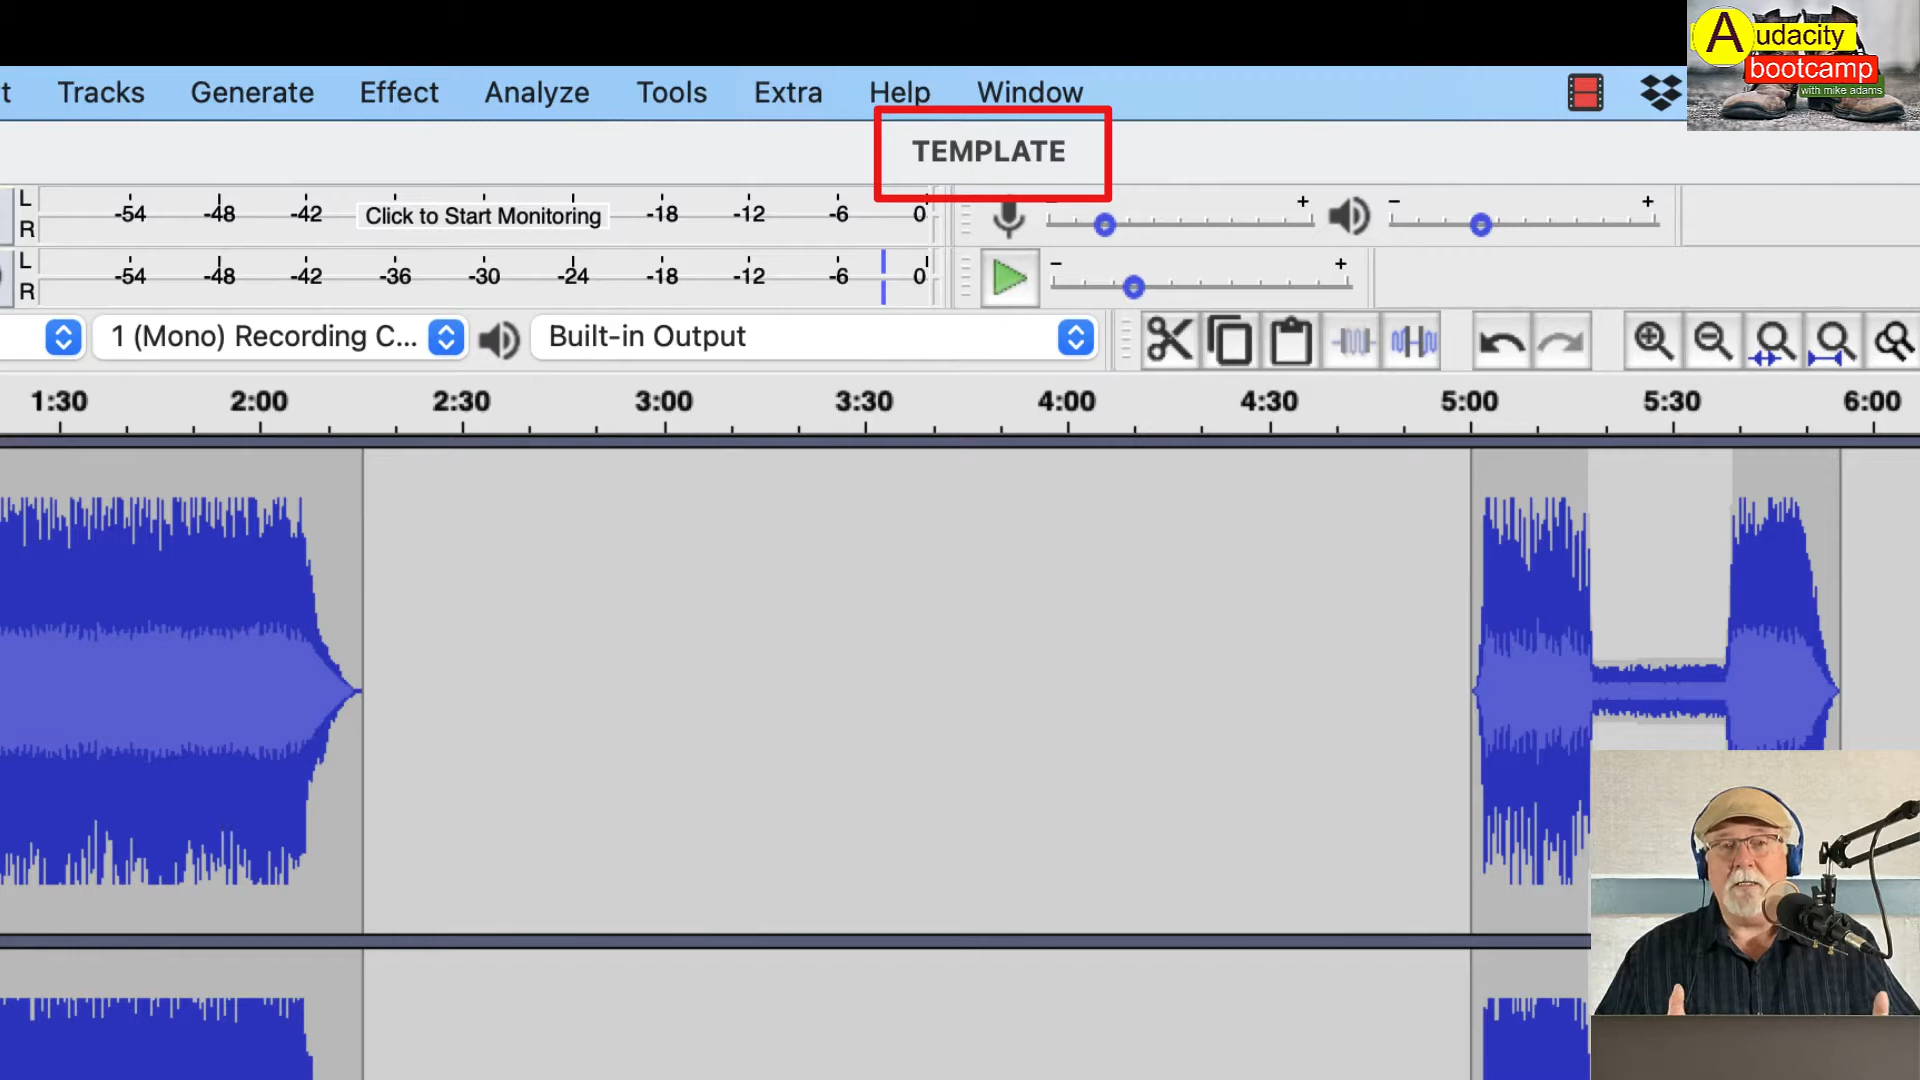 Audacity
bootcamp
with mike adams
t Tracks Generate Effect Analyze Tools Extra Help Window
TEMPLATE
L
R
-54 -48 -42 Click to Start Monitoring -18 -12 -6 0
- + - +
L
R
-54 -48 -42 -36 -30 -24 -18 -12 -6 0
- +
1 (Mono) Recording C... Built-in Output
1:30 2:00 2:30 3:00 3:30 4:00 4:30 5:00 5:30 6:00